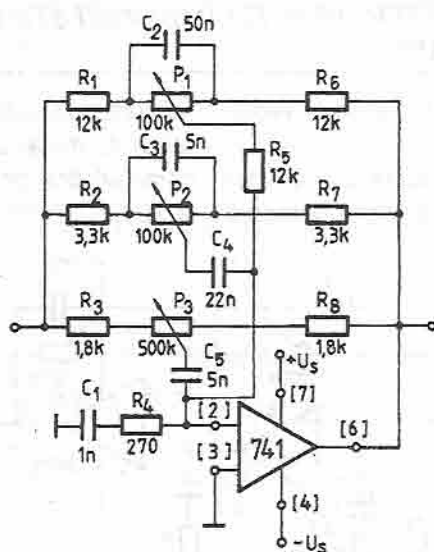 C2 50n
R1 P1 R6
12k 100k 12k
C3 5n
R5
12k
R2 P2 R7
3,3k 100k 3,3k
C4
22n
R3 P3 R8
1,8k 500k 1,8k
C5
5n
+Us
[7]
C1 R4 [2]
1n 270
741 [6]
[3]
[4]
-Us